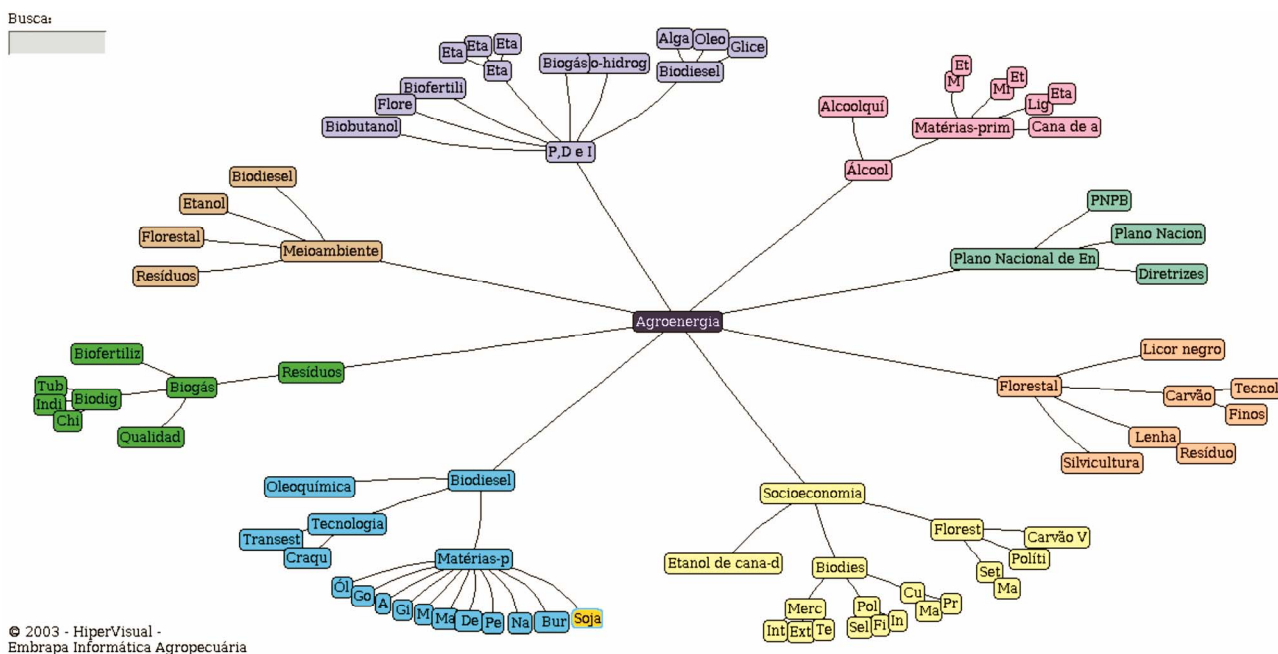 Busca:
Eta
Eta
Eta
Eta
Biogás
o-hidrog
Alga
Oleo
Glice
Biodiesel
Biofertili
Flore
Biobutanol
P,D e I
Et
M
Et
Mi
Lig
Eta
Alcoolquí
Matérias-prim
Cana de a
Álcool
Biodiesel
Etanol
Florestal
Meioambiente
Resíduos
PNPB
Plano Nacion
Plano Nacional de En
Diretrizes
Agroenergia
Biofertiliz
Resíduos
Tub
Indi
Biodig
Biogás
Chi
Qualidad
Licor negro
Florestal
Carvão
Tecnol
Finos
Lenha
Resíduo
Silvicultura
Biodiesel
Oleoquímica
Tecnologia
Transest
Craqu
Matérias-p
Ól
Go
A
Gi
M
Ma
De
Pe
Na
Bur
Soja
Socioeconomia
Florest
Carvão V
Políti
Set
Ma
Etanol de cana-d
Biodies
Merc
Int
Ext
Te
Pol
Sel
Fi
In
Cu
Ma
Pr
© 2003 - HiperVisual -
Embrapa Informática Agropecuária